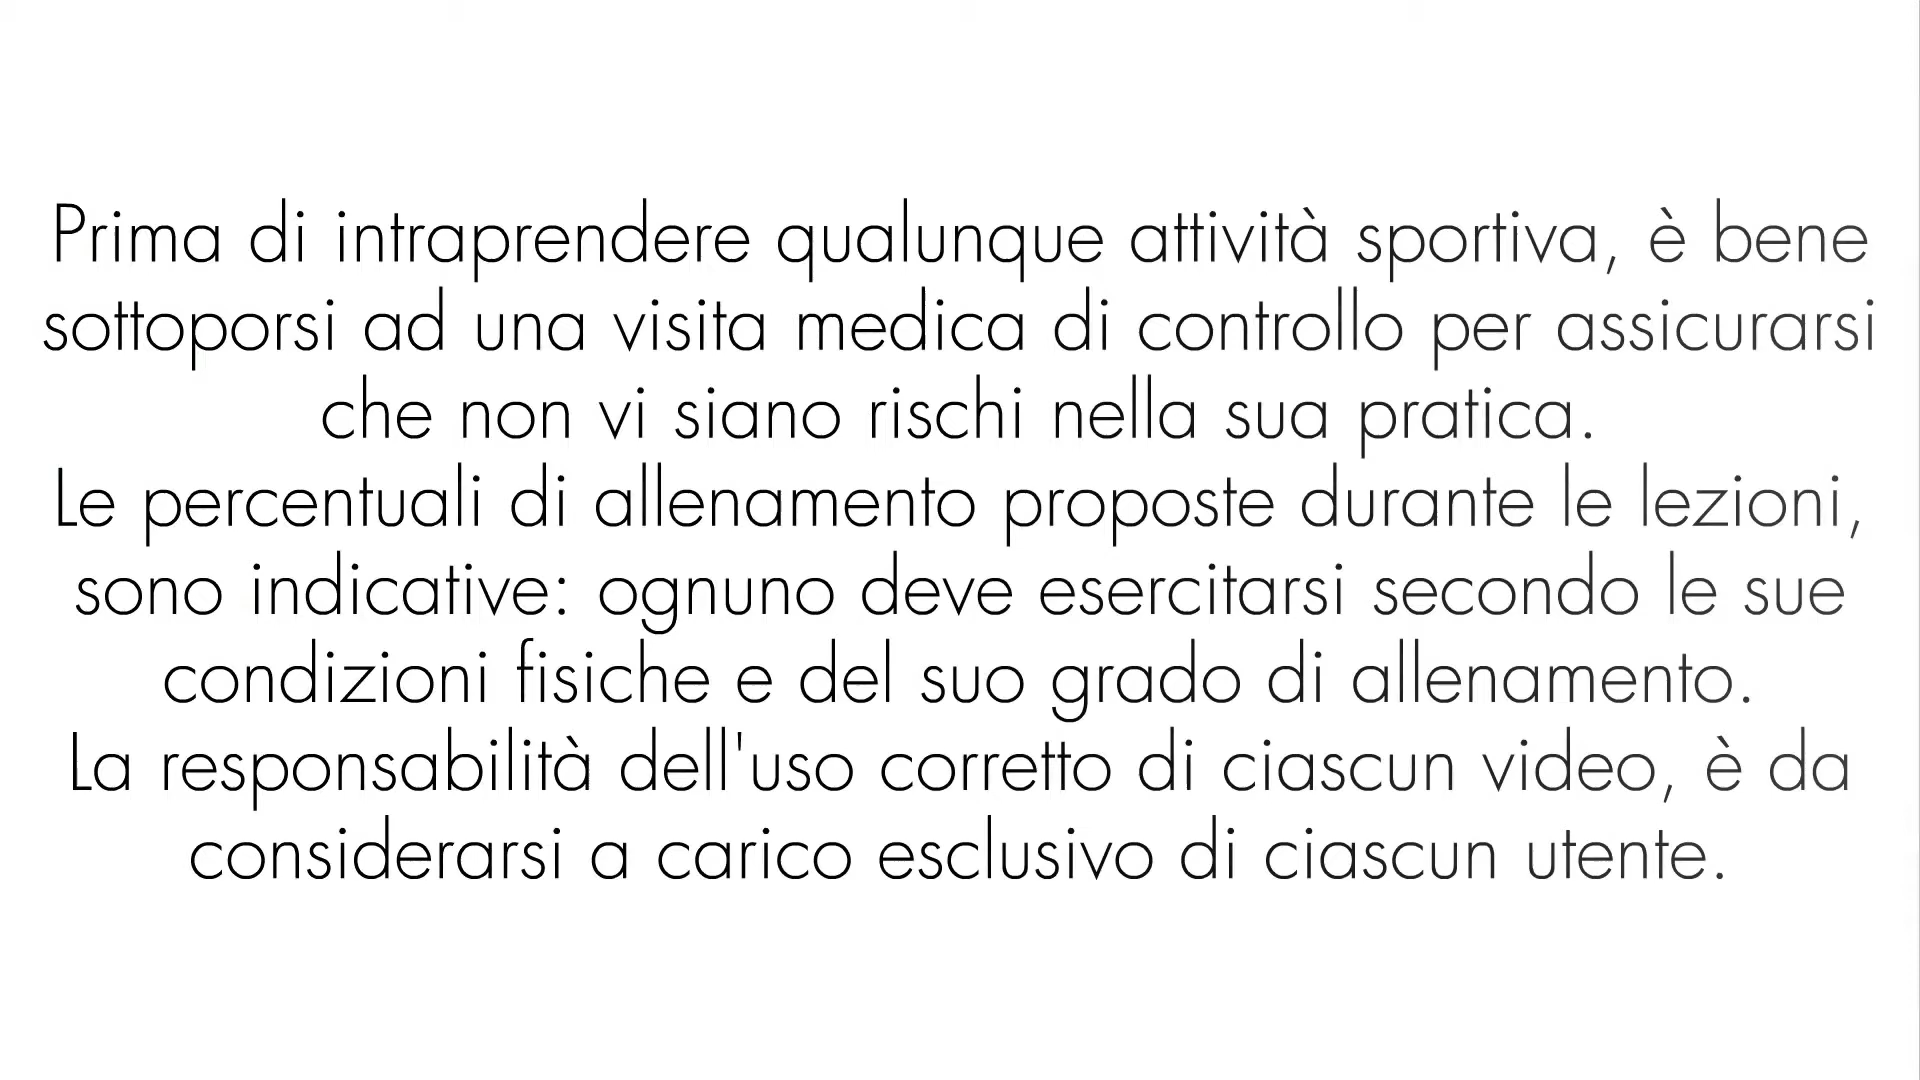 Prima di intraprendere qualunque attività sportiva, è bene
sottoporsi ad una visita medica di controllo per assicurarsi
che non vi siano rischi nella sua pratica.
Le percentuali di allenamento proposte durante le lezioni,
sono indicative: ognuno deve esercitarsi secondo le sue
condizioni fisiche e del suo grado di allenamento.
La responsabilità dell'uso corretto di ciascun video, è da
considerarsi a carico esclusivo di ciascun utente.